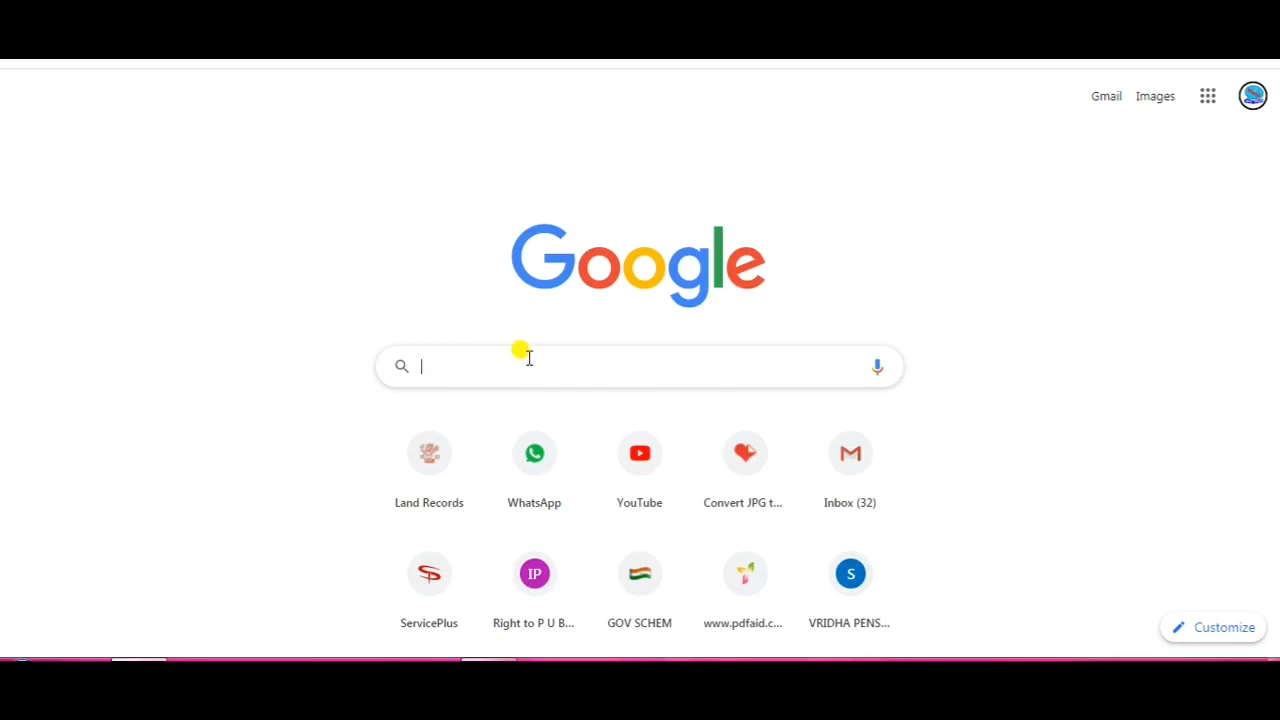 Gmail Images
Google
Land Records WhatsApp YouTube Convert JPG t... Inbox (32)
IP S
ServicePlus Right to P U B... GOV SCHEM www.pdfaid.c... VRIDHA PENS...
Customize